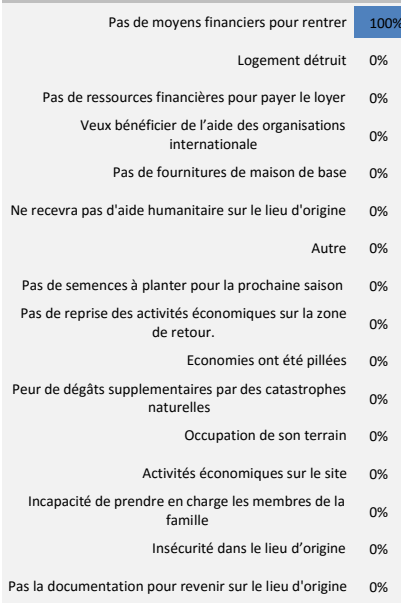 Pas de moyens financiers pour rentrer 100%
Logement détruit 0%
Pas de ressources financières pour payer le loyer 0%
Veux bénéficier de l’aide des organisations
internationale 0%
Pas de fournitures de maison de base 0%
Ne recevra pas d'aide humanitaire sur le lieu d'origine 0%
Autre 0%
Pas de semences à planter pour la prochaine saison 0%
Pas de reprise des activités économiques sur la zone
de retour. 0%
Economies ont été pillées 0%
Peur de dégâts supplementaires par des catastrophes
naturelles 0%
Occupation de son terrain 0%
Activités économiques sur le site 0%
Incapacité de prendre en charge les membres de la
famille 0%
Insécurité dans le lieu d’origine 0%
Pas la documentation pour revenir sur le lieu d'origine 0%